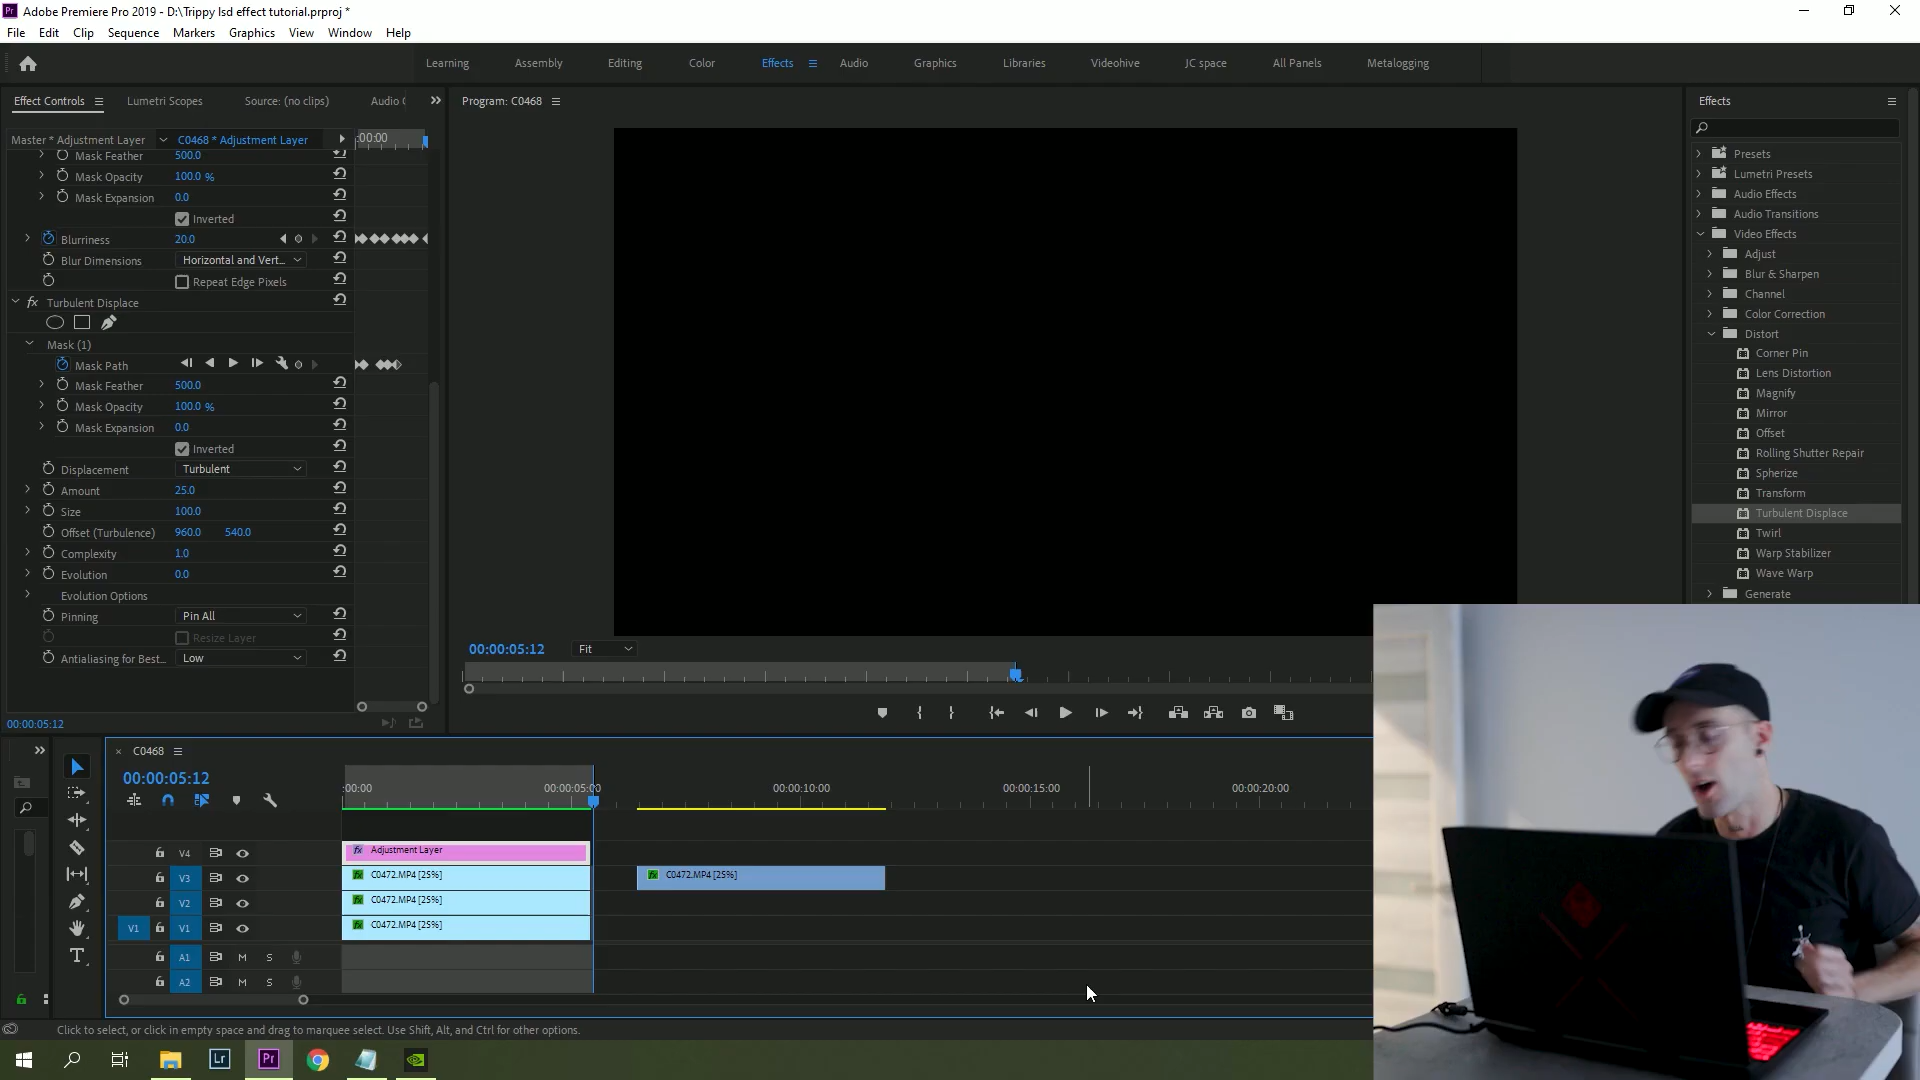 Adobe Premiere Pro 2019 - D:\Trippy lsd effect tutorial.prproj *
File Edit Clip Sequence Markers Graphics View Window Help
Learning Assembly Editing Color Effects Audio Graphics Libraries Videohive JC space All Panels Metalogging
Effect Controls Lumetri Scopes Source: (no clips) Audio C
Program: C0468
Effects
Master * Adjustment Layer C0468 * Adjustment Layer :00:00
Mask Feather 500.0
Mask Opacity 100.0 %
Mask Expansion 0.0
Inverted
Blurriness 20.0
Blur Dimensions Horizontal and Vert...
Repeat Edge Pixels
Turbulent Displace
Mask (1)
Mask Path
Mask Feather 500.0
Mask Opacity 100.0 %
Mask Expansion 0.0
Inverted
Displacement Turbulent
Amount 25.0
Size 100.0
Offset (Turbulence) 960.0 540.0
Complexity 1.0
Evolution 0.0
Evolution Options
Pinning Pin All
Resize Layer
Antialiasing for Best... Low
00:00:05:12
00:00:05:12 Fit
Presets
Lumetri Presets
Audio Effects
Audio Transitions
Video Effects
Adjust
Blur & Sharpen
Channel
Color Correction
Distort
Corner Pin
Lens Distortion
Magnify
Mirror
Offset
Rolling Shutter Repair
Spherize
Transform
Turbulent Displace
Twirl
Warp Stabilizer
Wave Warp
Generate
C0468
00:00:05:12
:00:00 00:00:05:00 00:00:10:00 00:00:15:00 00:00:20:00
V4 Adjustment Layer
V3 C0472.MP4 [25%] C0472.MP4 [25%]
V2 C0472.MP4 [25%]
V1 V1 C0472.MP4 [25%]
A1 M S
A2 M S
Click to select, or click in empty space and drag to marquee select. Use Shift, Alt, and Ctrl for other options.
Lr Pr